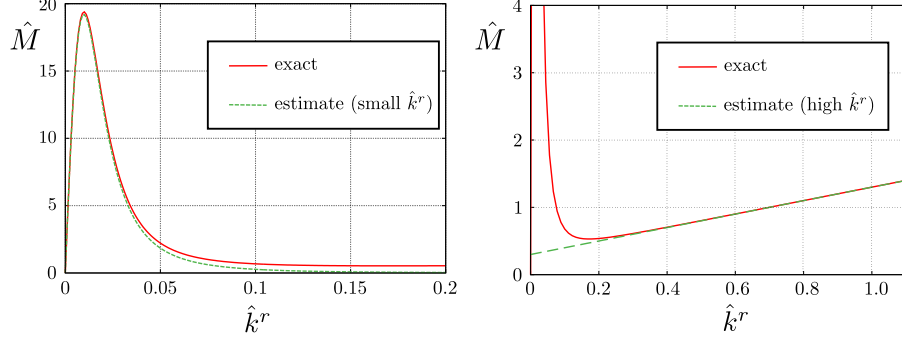 20
15
10
5
0
M̂
exact
estimate (small k̂ʳ)
0
0.05
0.1
0.15
0.2
k̂ʳ
4
3
2
1
0
M̂
exact
estimate (high k̂ʳ)
0
0.2
0.4
0.6
0.8
1.0
k̂ʳ